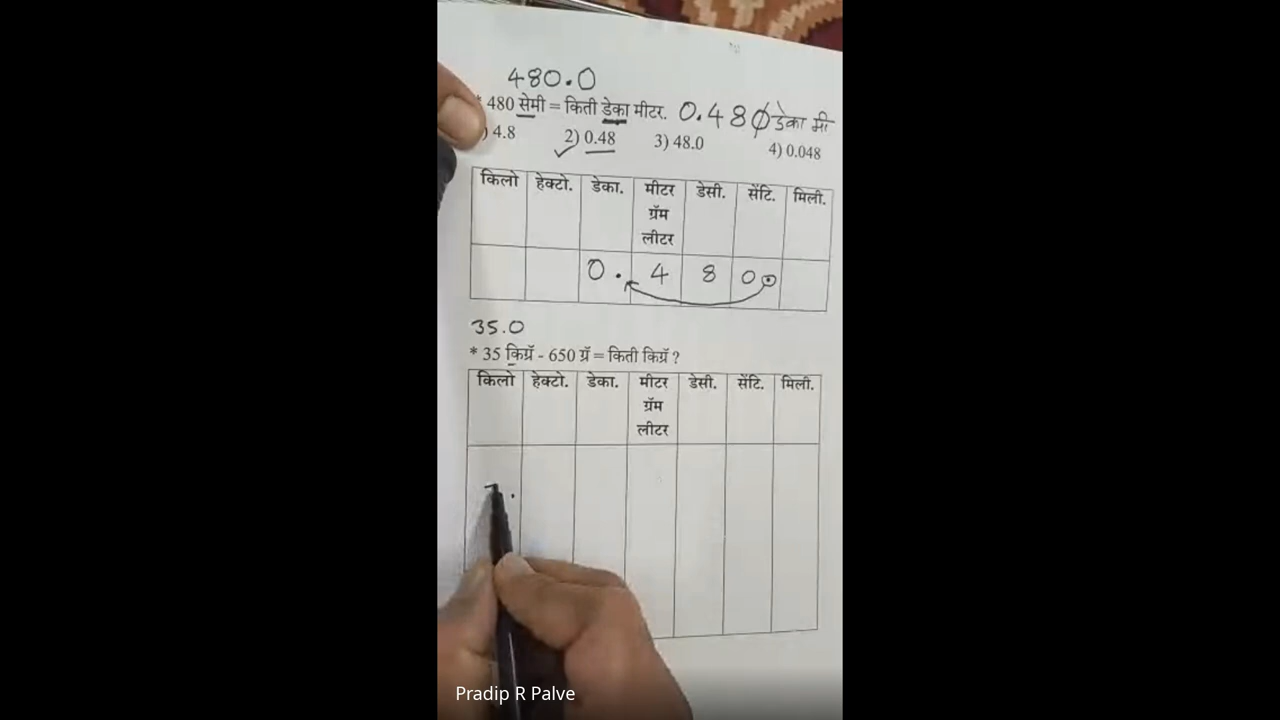 480.0
* 480 सेमी = किती डेका मीटर. 0.480 डेका मी
) 4.8 2) 0.48 3) 48.0 4) 0.048
किलो हेक्टो. डेका. मीटर डेसी. सेंटि. मिली.
ग्रॅम
लीटर
0. 4 8 0.
35.0
* 35 किग्रॅ - 650 ग्रॅ = किती किग्रॅ ?
किलो हेक्टो. डेका. मीटर डेसी. सेंटि. मिली.
ग्रॅम
लीटर
Pradip R Palve